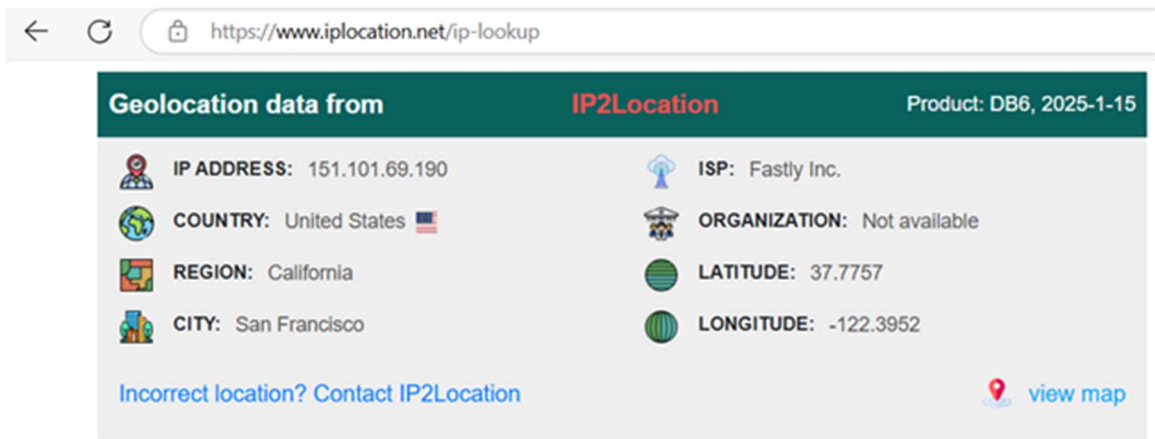 https://www.iplocation.net/ip-lookup
Geolocation data from IP2Location Product: DB6, 2025-1-15
IP ADDRESS: 151.101.69.190 ISP: Fastly Inc.
COUNTRY: United States ORGANIZATION: Not available
REGION: California LATITUDE: 37.7757
CITY: San Francisco LONGITUDE: -122.3952
Incorrect location? Contact IP2Location view map